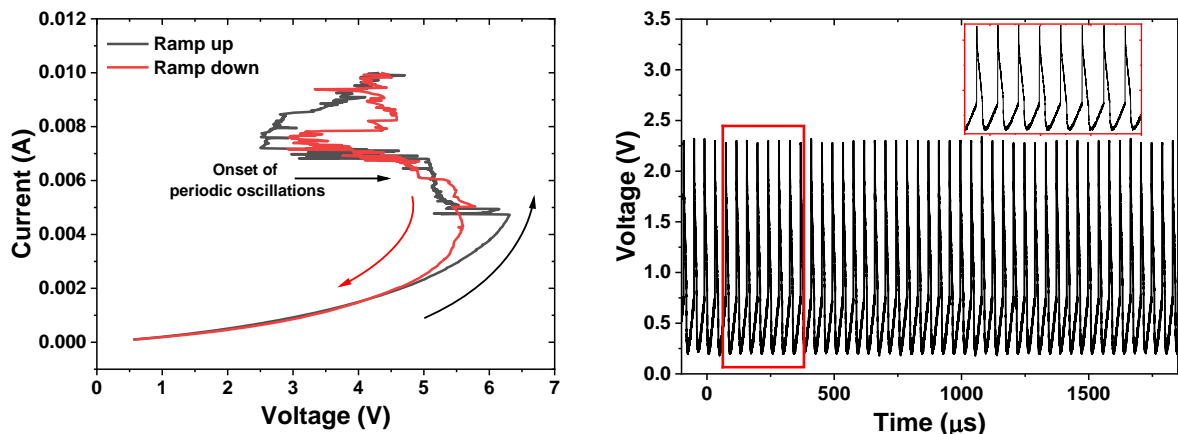 0.012
0.010
0.008
0.006
0.004
0.002
0.000
Current (A)
Ramp up
Ramp down
Onset of
periodic oscillations
0 1 2 3 4 5 6 7
Voltage (V)
3.5
3.0
2.5
2.0
1.5
1.0
0.5
0.0
Voltage (V)
0 500 1000 1500
Time (μs)